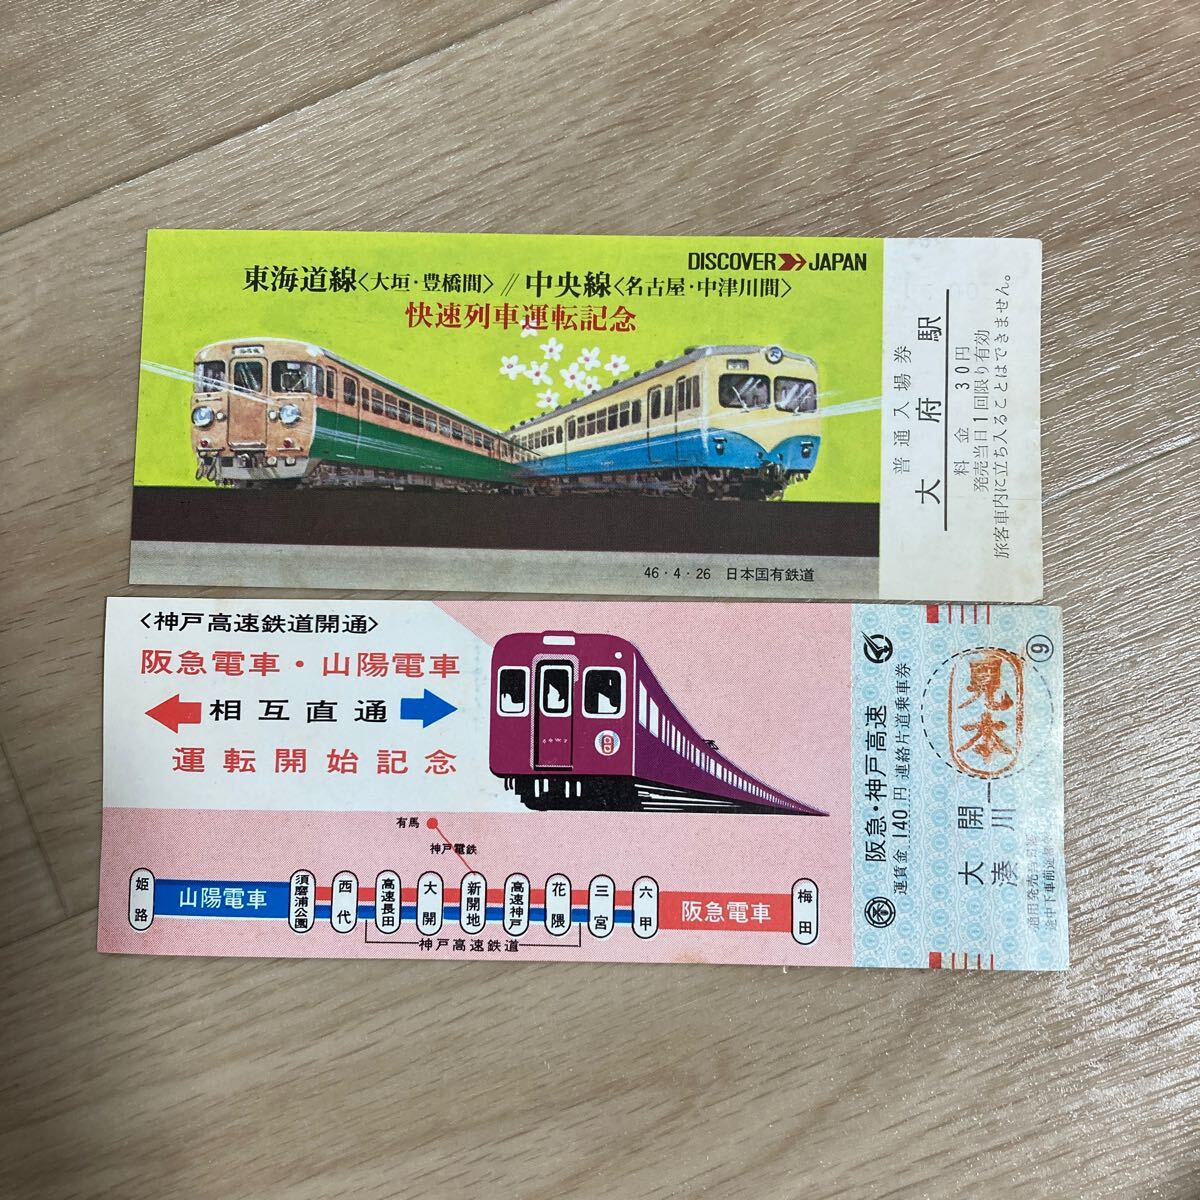 DISCOVER JAPAN
東海道線〈大垣・豊橋間〉//中央線〈名古屋・中津川間〉
快速列車運転記念
46・4・26 日本国有鉄道
普通入場券
大府駅
料金 30円
発売当日1回限り有効
旅客車内に立ち入ることはできません。
〈神戸高速鉄道開通〉
阪急電車・山陽電車
相互直通
運転開始記念
有馬
神戸電鉄
姫路
山陽電車
須磨浦公園
西代
高速長田
大開
新開地
高速神戸
花隈
三宮
六甲
阪急電車
梅田
神戸高速鉄道
阪急・神戸高速
運賃金 140円 連絡片道乗車券
大開
湊川
見本
9